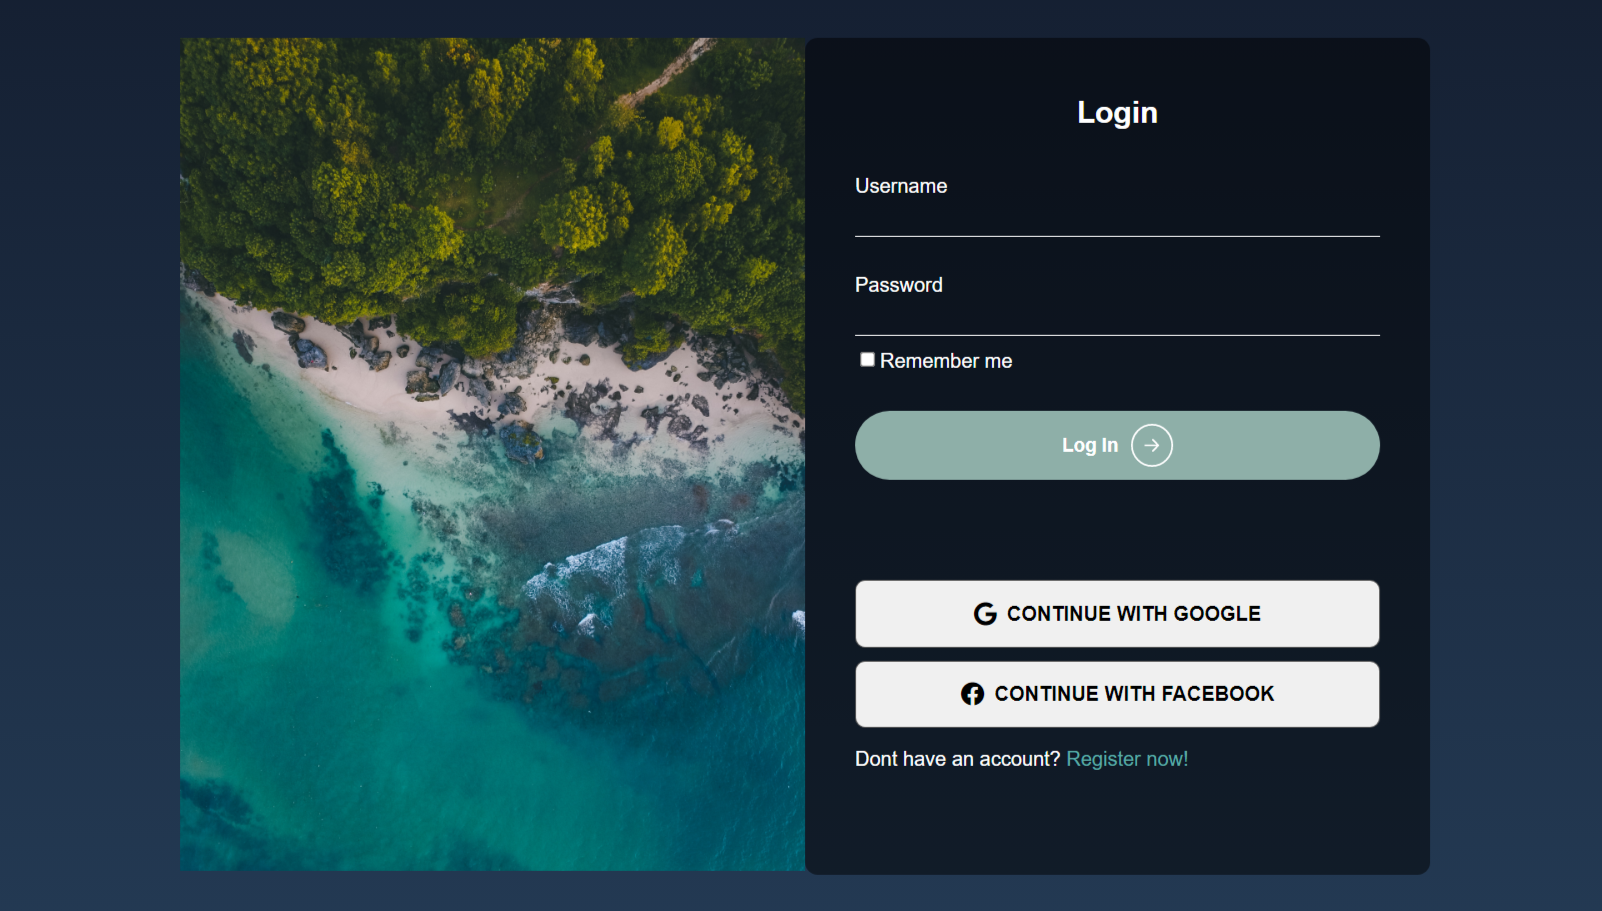 Login
Username
Password
Remember me
Log In
CONTINUE WITH GOOGLE
CONTINUE WITH FACEBOOK
Dont have an account? Register now!